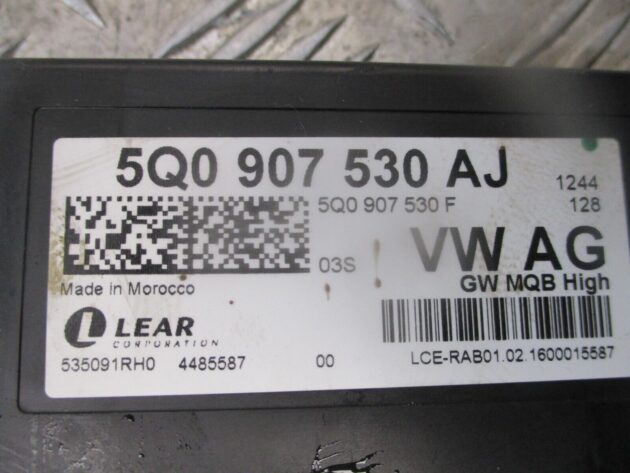 5Q0 907 530 AJ
1244
5Q0 907 530 F
128
03S
VW AG
GW MQB High
Made in Morocco
LEAR
CORPORATION
535091RH0 4485587 00
LCE-RAB01.02.1600015587